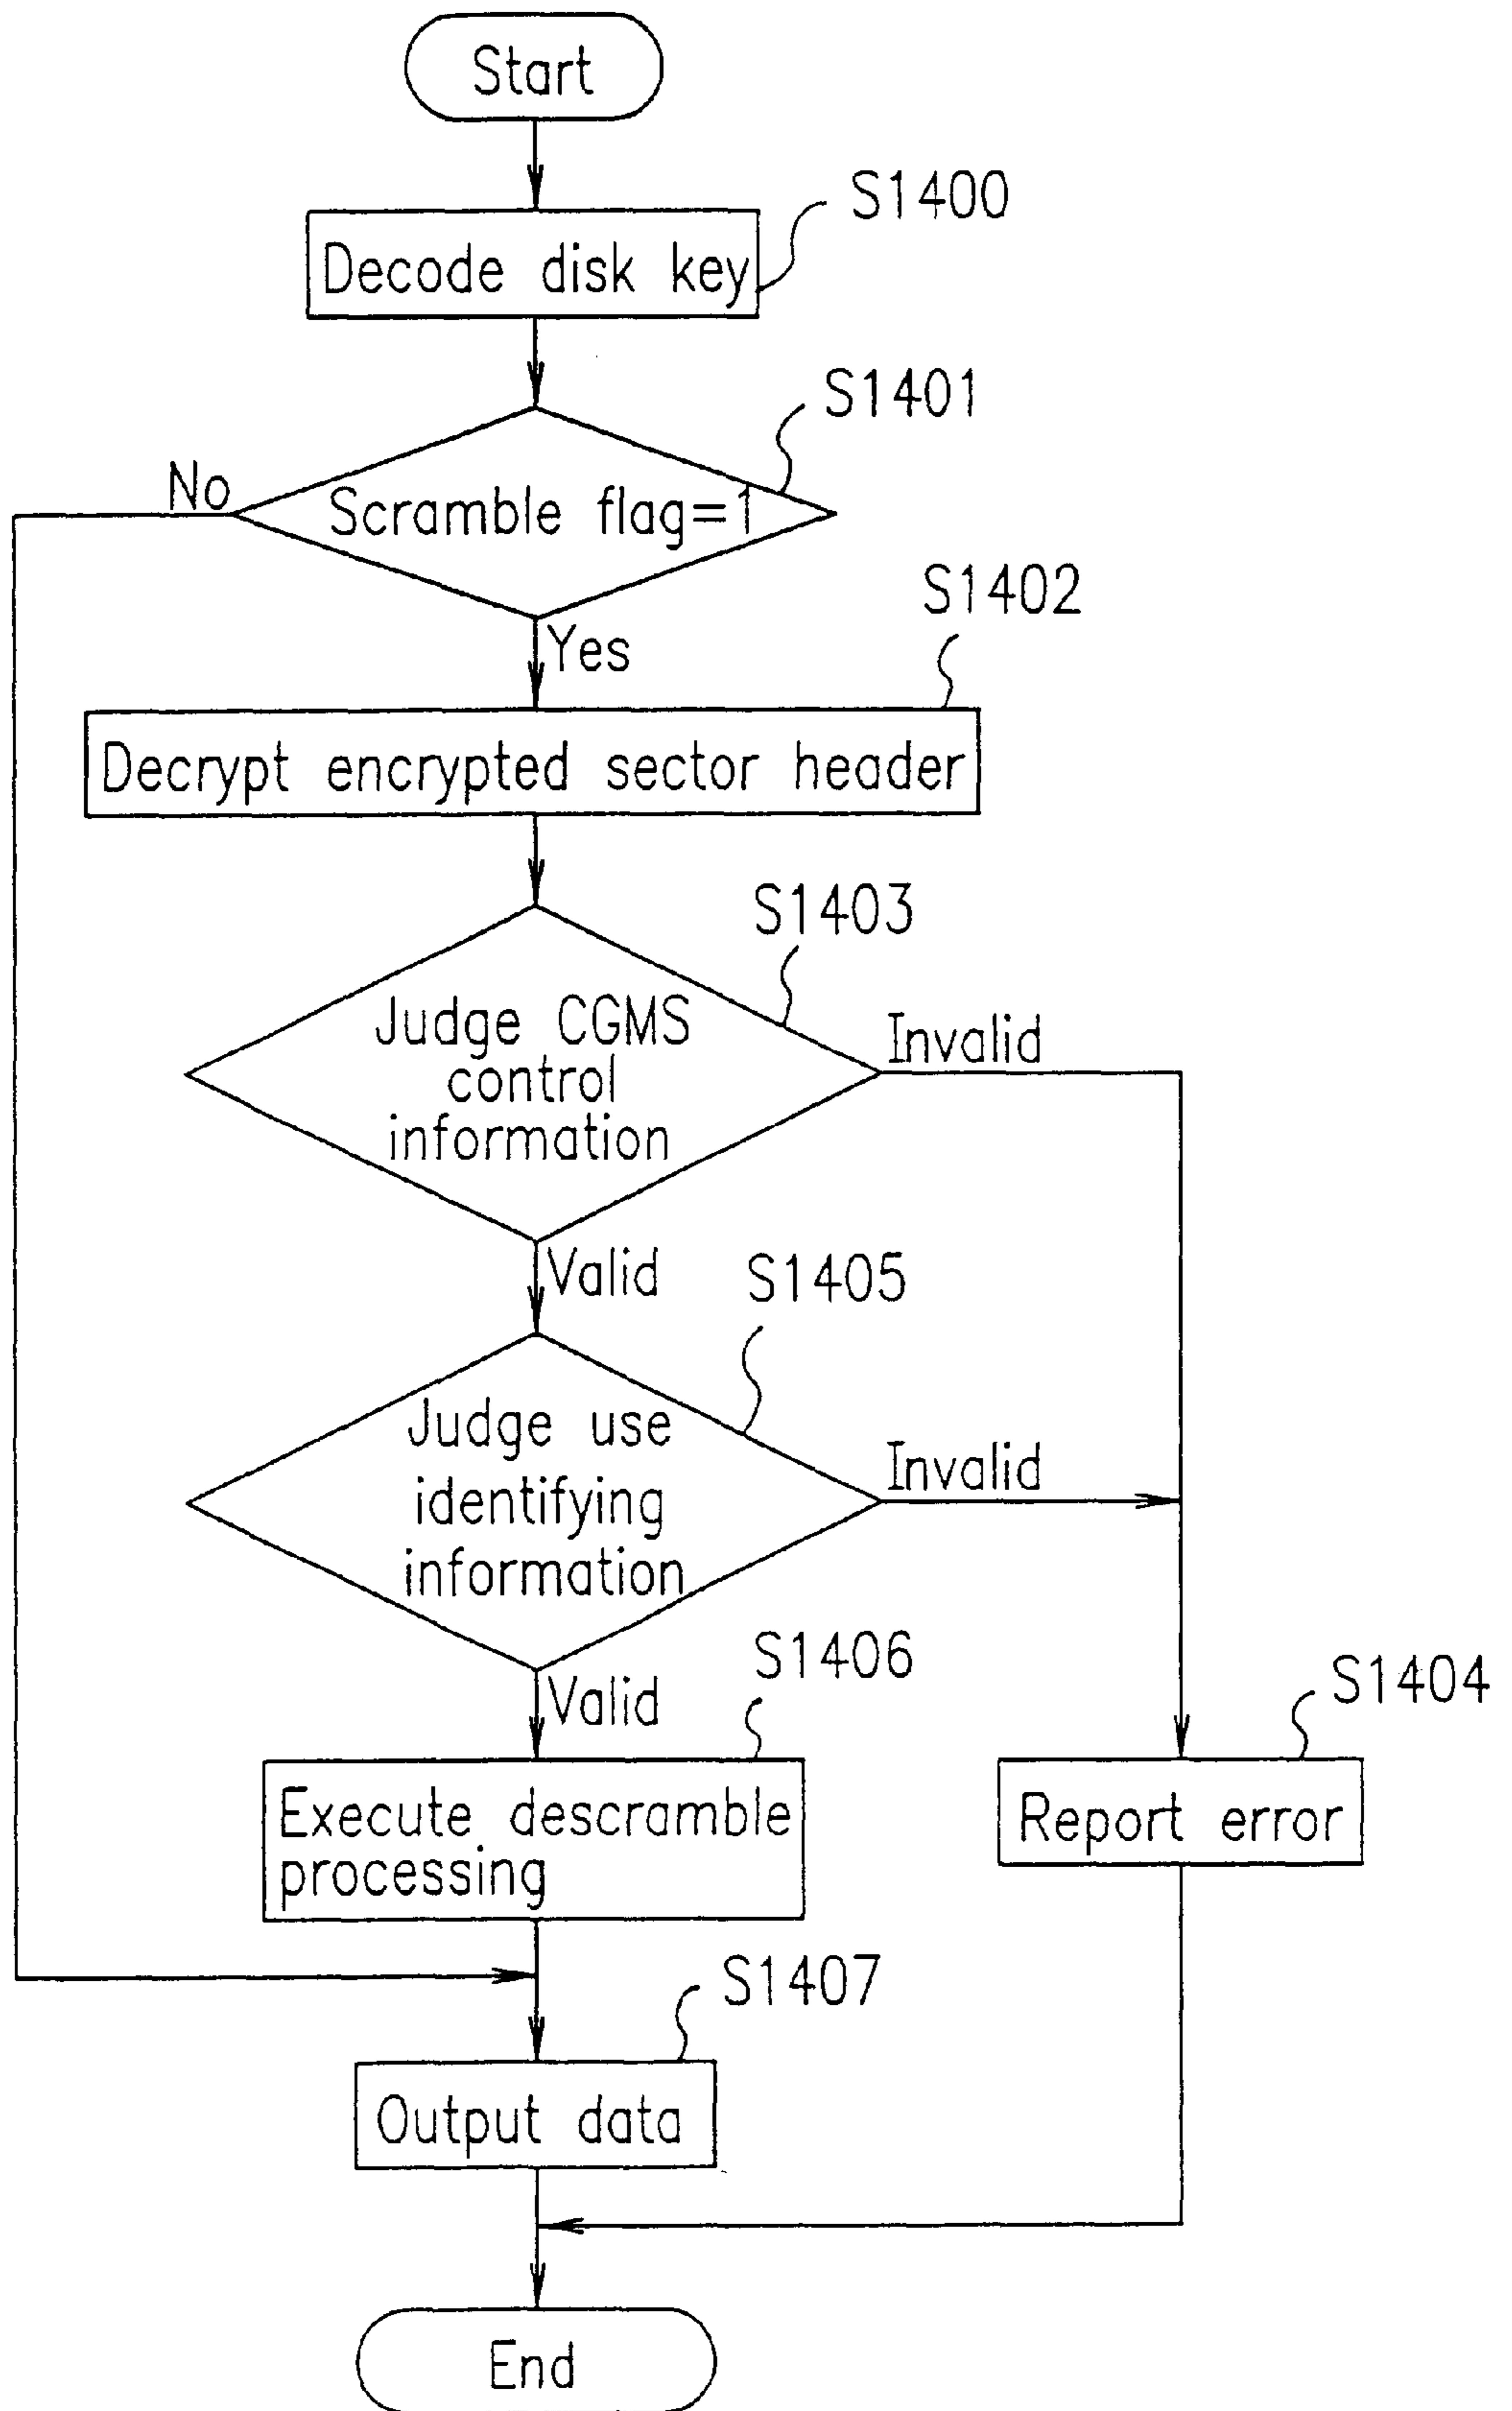 Start
S1400
Decode disk key
S1401
No
Scramble flag=1
S1402
Yes
Decrypt encrypted sector header
S1403
Judge CGMS
control
information
Invalid
Valid
S1405
Judge use
identifying
information
Invalid
S1406
Valid
S1404
Execute descramble
processing
Report error
S1407
Output data
End